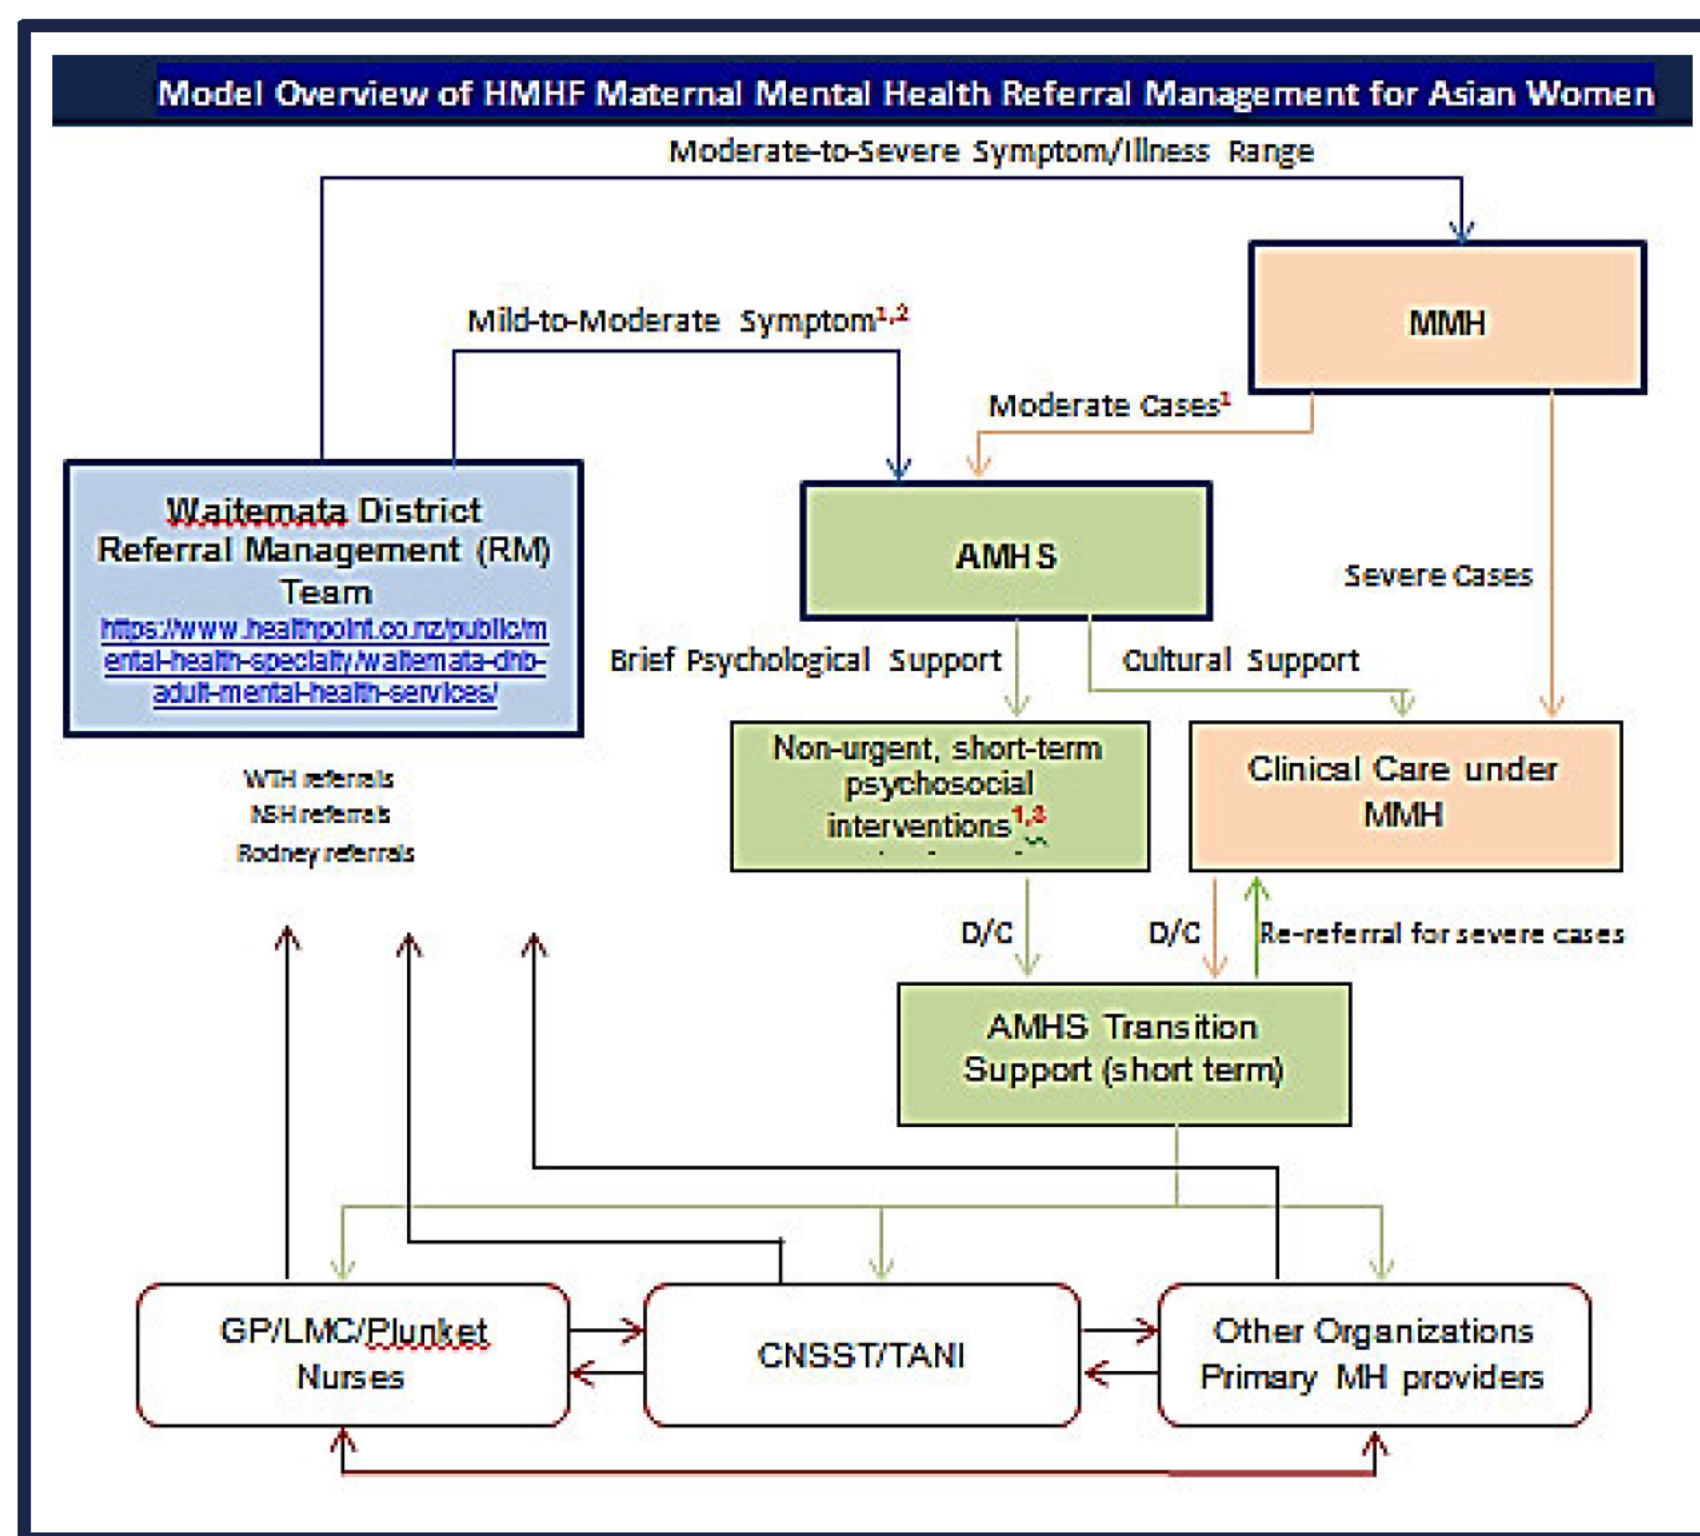 Model Overview of HMHF Maternal Mental Health Referral Management for Asian Women
Moderate-to-Severe Symptom/Illness Range
MMH
Mild-to-Moderate Symptom1,2
Moderate Cases1
Waitemata District
Referral Management (RM)
Team
https://www.healthpoint.co.nz/public/m
ental-health-specialty/waitemata-dhb-
adult-mental-health-services/
AMHS
Severe Cases
Brief Psychological Support
Cultural Support
Non-urgent, short-term
psychosocial
interventions1,3
Clinical Care under
MMH
WTH referrals
NSH referrals
Rodney referrals
D/C
D/C
Re-referral for severe cases
AMHS Transition
Support (short term)
GP/LMC/Plunket
Nurses
CNSST/TANI
Other Organizations
Primary MH providers